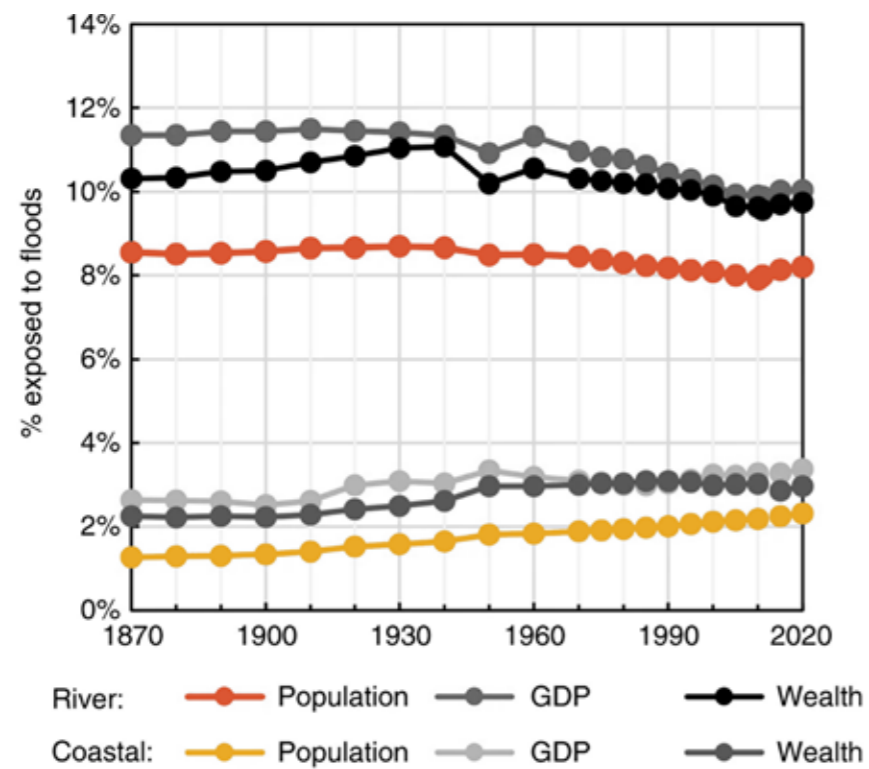 14%
12%
10%
8%
6%
4%
2%
0%
% exposed to floods
1870 1900 1930 1960 1990 2020
River: Population GDP Wealth
Coastal: Population GDP Wealth